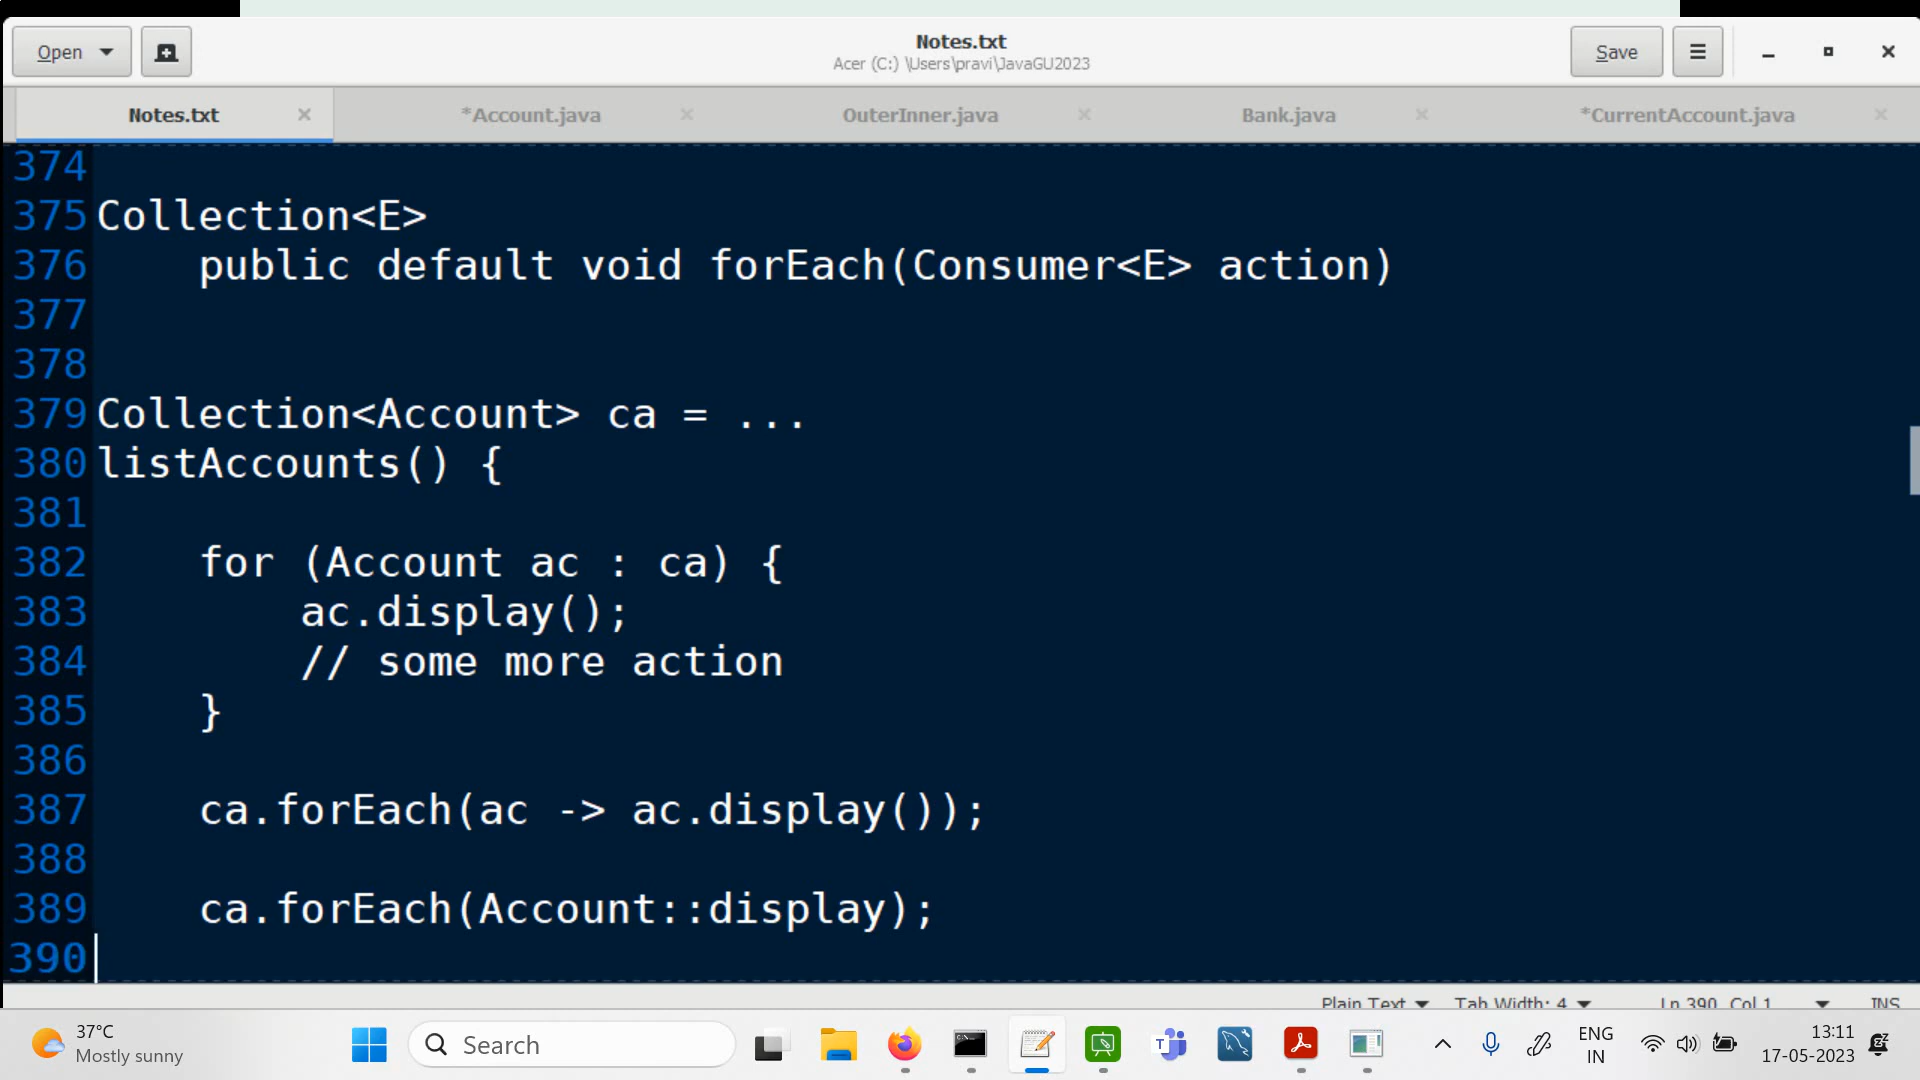 Open
Notes.txt
Acer (C:) \Users\pravi\JavaGU2023
Save
Notes.txt
*Account.java
OuterInner.java
Bank.java
*CurrentAccount.java
374
375 Collection<E>
376     public default void forEach(Consumer<E> action)
377
378
379 Collection<Account> ca = ...
380 listAccounts() {
381
382     for (Account ac : ca) {
383         ac.display();
384         // some more action
385     }
386
387     ca.forEach(ac -> ac.display());
388
389     ca.forEach(Account::display);
390
Plain Text
Tab Width: 4
Ln 390, Col 1
INS
37°C
Mostly sunny
Search
ENG
IN
13:11
17-05-2023